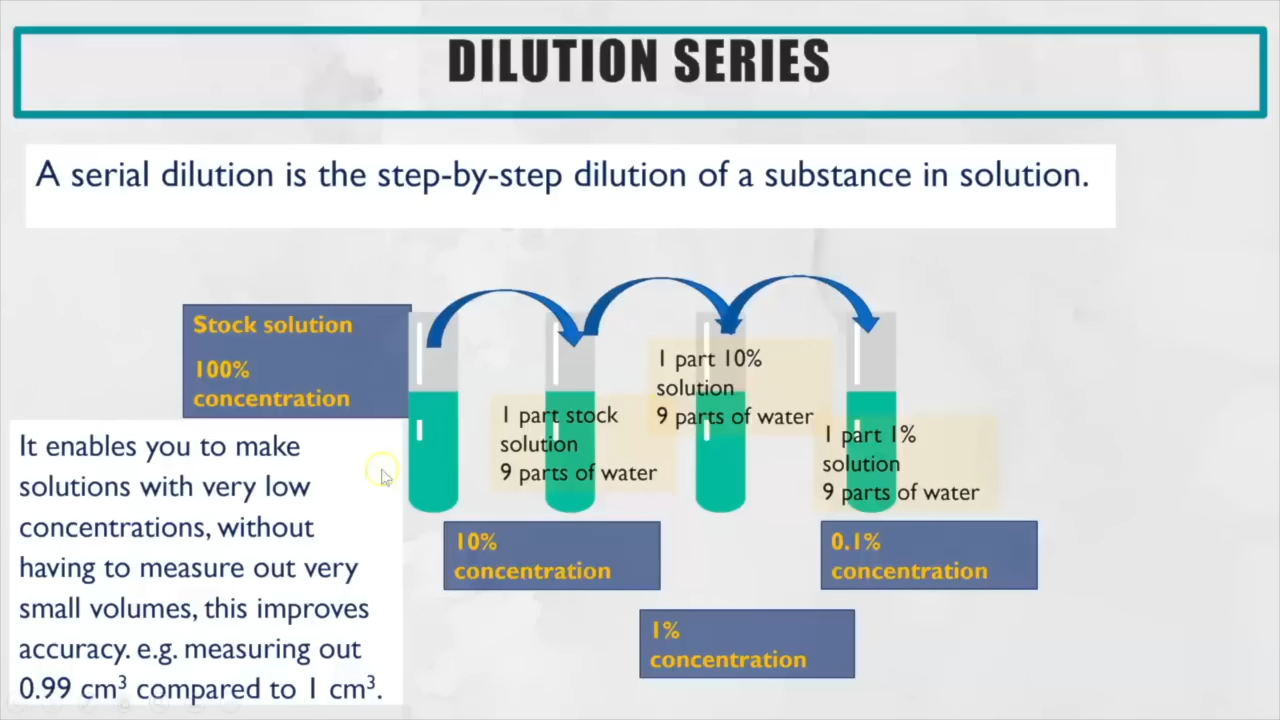 DILUTION SERIES
A serial dilution is the step-by-step dilution of a substance in solution.
Stock solution
100%
concentration
It enables you to make
solutions with very low
concentrations, without
having to measure out very
small volumes, this improves
accuracy. e.g. measuring out
0.99 cm³ compared to 1 cm³.
1 part stock
solution
9 parts of water
1 part 10%
solution
9 parts of water
1 part 1%
solution
9 parts of water
10%
concentration
1%
concentration
0.1%
concentration